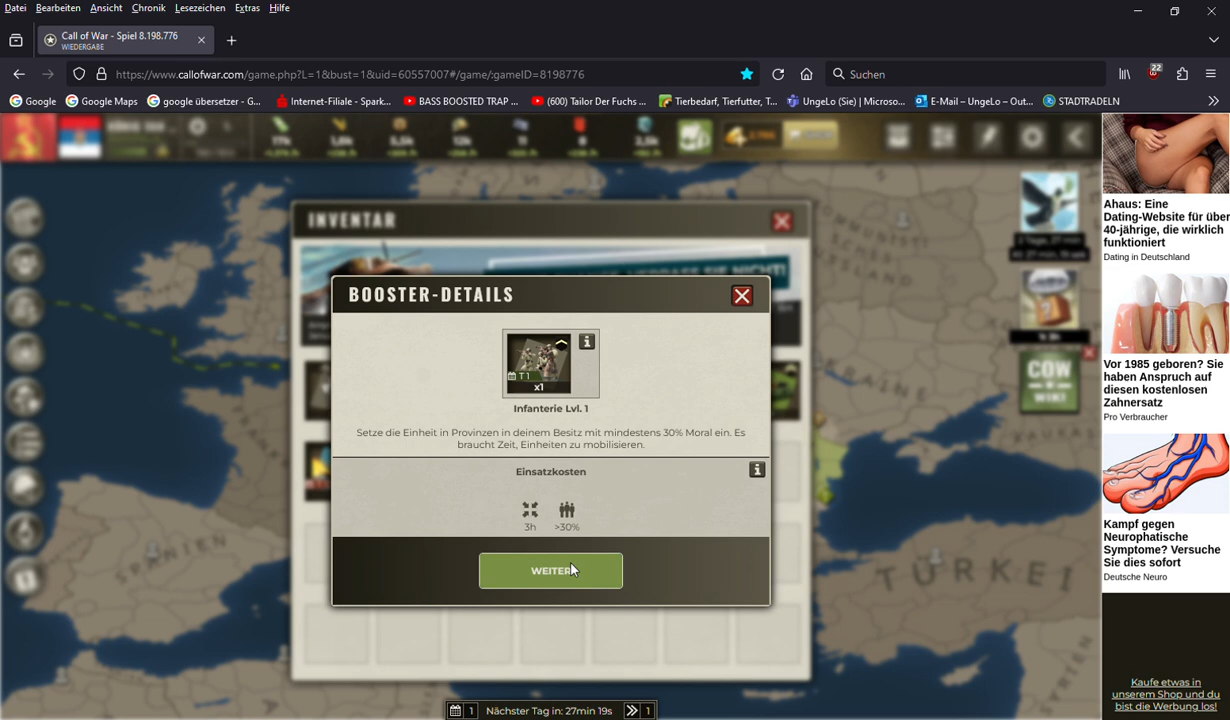 Datei Bearbeiten Ansicht Chronik Lesezeichen Extras Hilfe
Call of War - Spiel 8.198.776
WIEDERGABE
https://www.callofwar.com/game.php?L=1&bust=1&uid=60557007#/game/:gameID=8198776
Suchen
22
Google Google Maps google übersetzer - G... Internet-Filiale - Spark... BASS BOOSTED TRAP ... (600) Tailor Der Fuchs ... Tierbedarf, Tierfutter, T... UngeLo (Sie) | Microso... E-Mail – UngeLo – Out... STADTRADELN
INVENTAR
BOOSTER-DETAILS
T1
x1
Infanterie Lvl. 1
Setze die Einheit in Provinzen in deinem Besitz mit mindestens 30% Moral ein. Es
braucht Zeit, Einheiten zu mobilisieren.
Einsatzkosten
3h >30%
WEITER
COW
WIKI
SPANIEN
TÜRKEI
1 Nächster Tag in: 27min 19s 1
Ahaus: Eine
Dating-Website für über
40-jährige, die wirklich
funktioniert
Dating in Deutschland
Vor 1985 geboren? Sie
haben Anspruch auf
diesen kostenlosen
Zahnersatz
Pro Verbraucher
Kampf gegen
Neurophatische
Symptome? Versuche
Sie dies sofort
Deutsche Neuro
Kaufe etwas in
unserem Shop und du
bist die Werbung los!